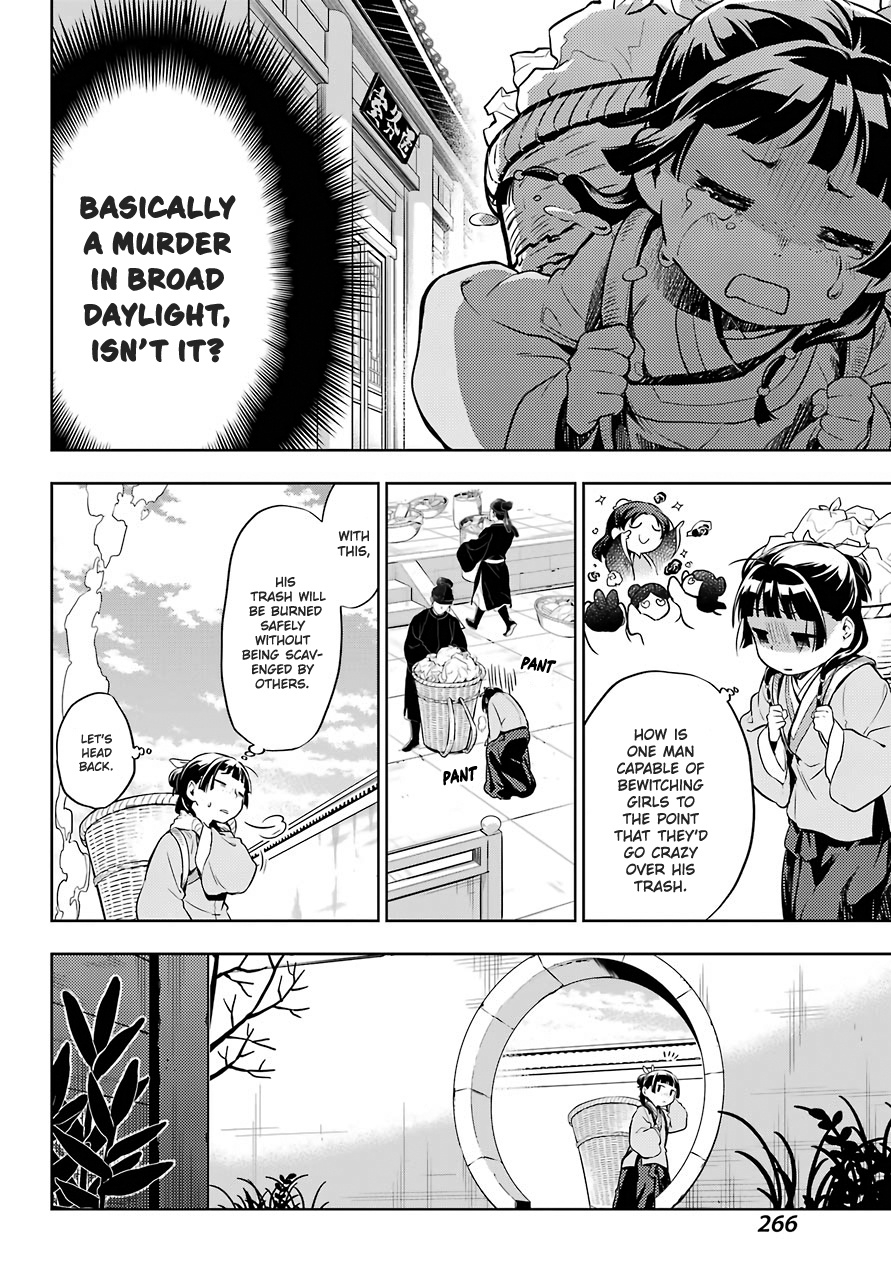 BASICALLY
A MURDER
IN BROAD
DAYLIGHT,
ISN'T IT?
HOW IS
ONE MAN
CAPABLE OF
BEWITCHING
GIRLS TO
THE POINT
THAT THEY'D
GO CRAZY
OVER HIS
TRASH.
PANT
PANT
WITH
THIS,
HIS
TRASH WILL
BE BURNED
SAFELY
WITHOUT
BEING SCAV-
ENGED BY
OTHERS.
LET'S
HEAD
BACK.
266